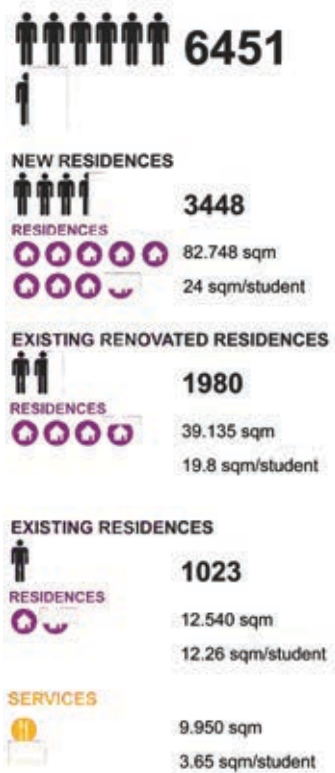 6451
NEW RESIDENCES
3448
RESIDENCES
82.748 sqm
24 sqm/student
EXISTING RENOVATED RESIDENCES
1980
RESIDENCES
39.135 sqm
19.8 sqm/student
EXISTING RESIDENCES
1023
RESIDENCES
12.540 sqm
12.26 sqm/student
SERVICES
9.950 sqm
3.65 sqm/student